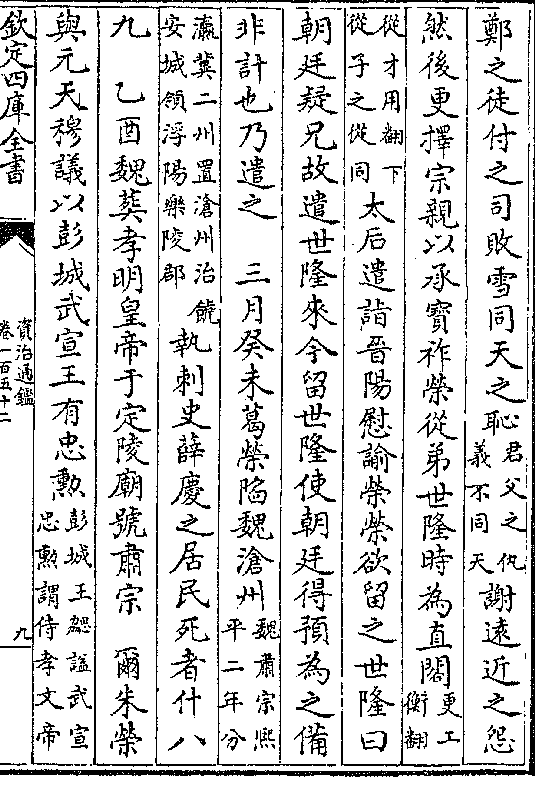 鄭之徒付之司敗雪同天之恥君父之仇義不同天謝遠近之怨
然後更擇宗親以承寶祚榮從弟世隆時為直閤更工衡翻
從才用翻下從子之從同太后遣詣晉陽慰諭榮榮欲留之世隆曰
朝廷疑兄故遣世隆來今留世隆使朝廷得預為之備
非計也乃遣之　三月癸未葛榮陷魏滄州魏肅宗熙平二年分
瀛冀二州置滄州治饒安城領浮陽樂陵郡執刺史薛慶之居民死者什八
九　乙酉魏葬孝明皇帝于定陵廟號肅宗　爾朱榮
與元天穆議以彭城武宣王有忠勲彭城王勰諡武宣忠勲謂侍孝文帝
欽定四庫全書
資治通鑑
卷一百五十二
九